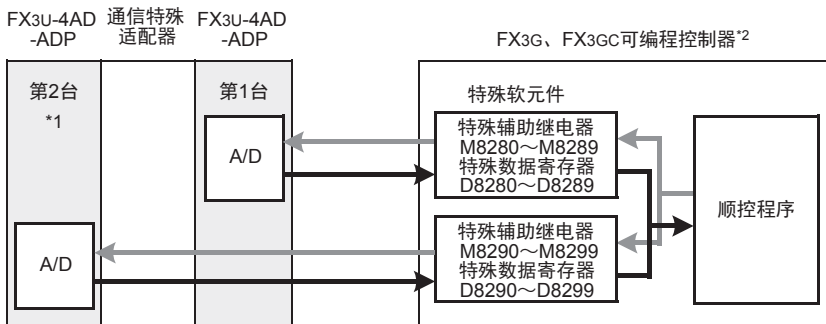 FX3U-4AD
-ADP
通信特殊
适配器
FX3U-4AD
-ADP
FX3G、FX3GC可编程控制器*2
第2台
*1
第1台
特殊软元件
A/D
特殊辅助继电器
M8280～M8289
特殊数据寄存器
D8280～D8289
顺控程序
A/D
特殊辅助继电器
M8290～M8299
特殊数据寄存器
D8290～D8299